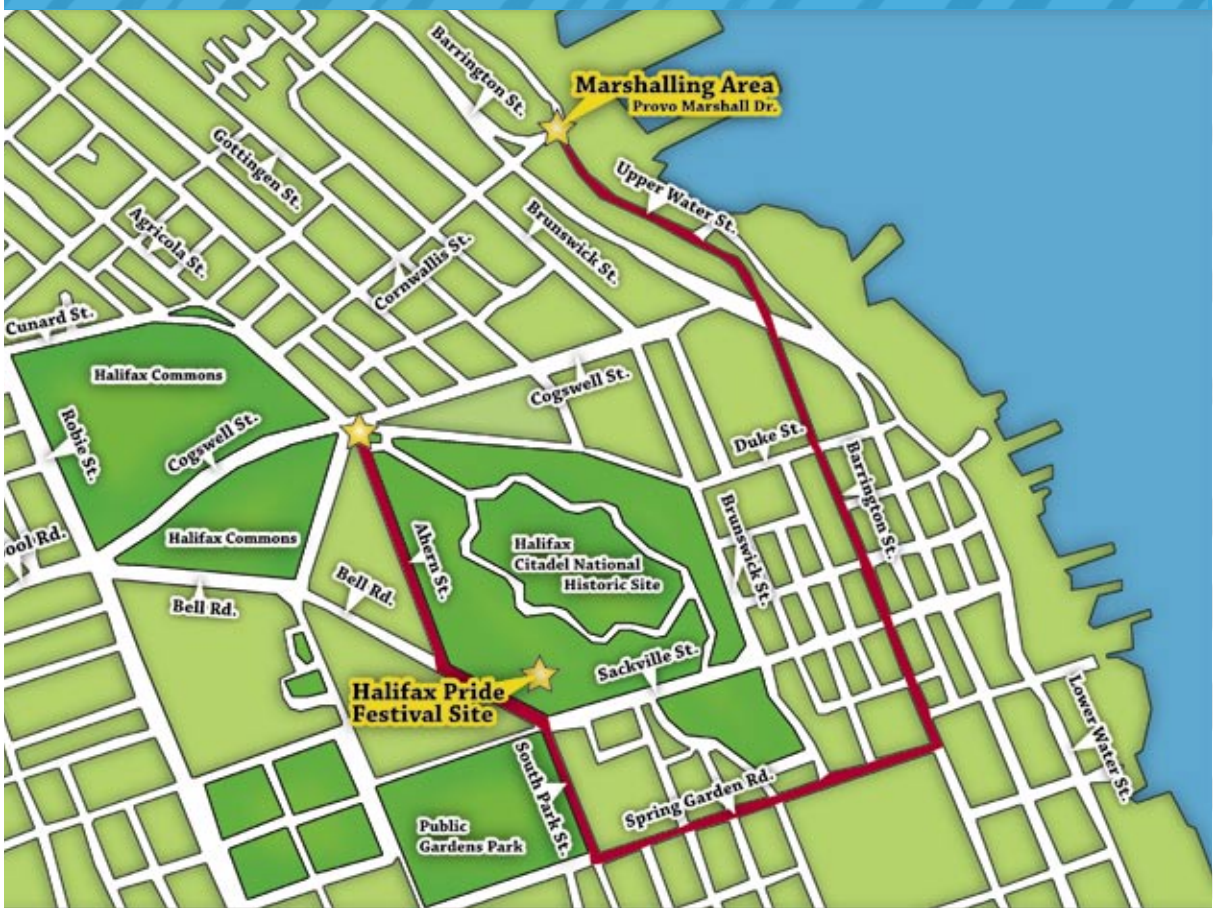 Barrington St.
Marshalling Area
Provo Marshall Dr.
Gottingen St.
Upper Water St.
Agricola St.
Brunswick St.
Cornwallis St.
Cunard St.
Halifax Commons
Cogswell St.
Robie St.
Cogswell St.
Duke St.
Barrington St.
Halifax Commons
ool Rd.
Ahern St.
Halifax
Citadel National
Historic Site
Brunswick St.
Bell Rd.
Bell Rd.
Sackville St.
Halifax Pride
Festival Site
Lower Water St.
South Park St.
Spring Garden Rd.
Public
Gardens Park